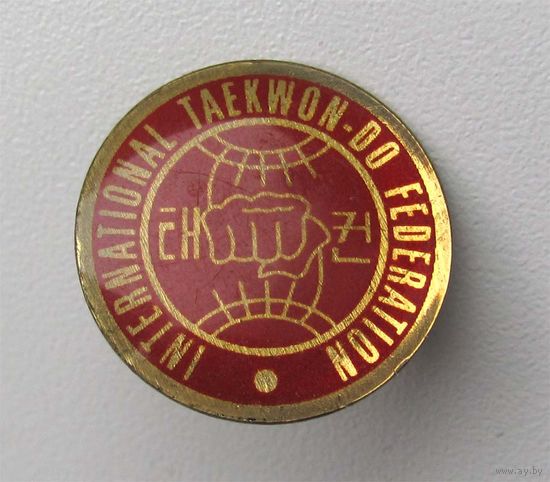 INTERNATIONAL TAEKWON-DO FEDERATION
태권
www.ay.by